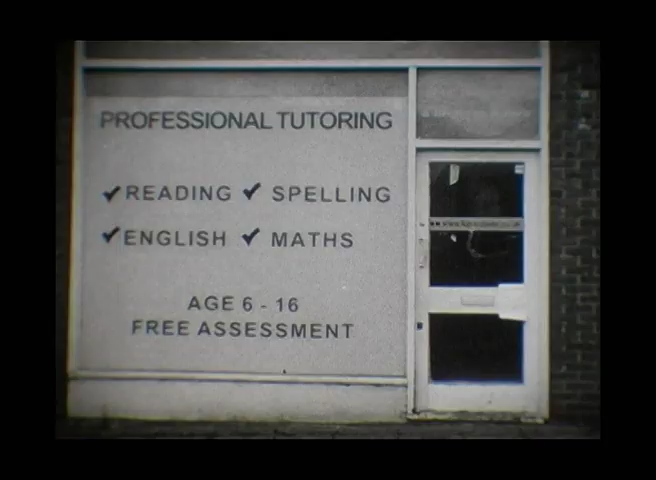 PROFESSIONAL TUTORING
✓ READING ✓ SPELLING
✓ ENGLISH ✓ MATHS
AGE 6 - 16
FREE ASSESSMENT